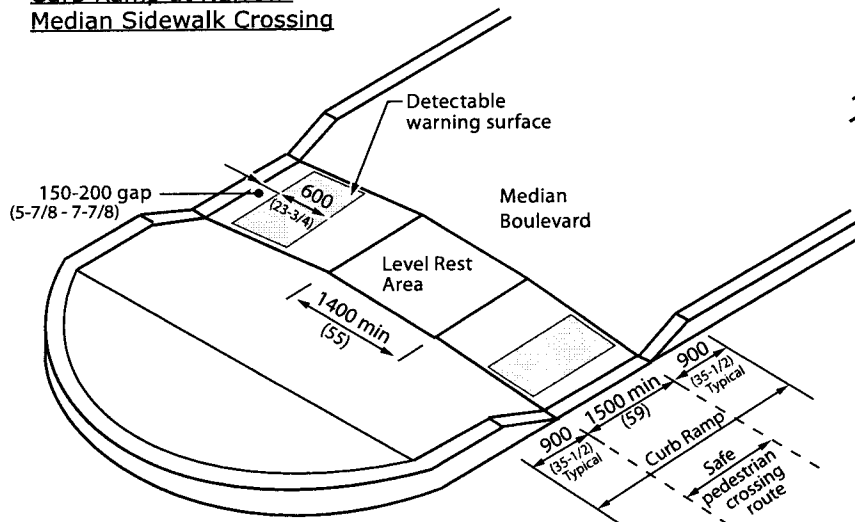 Median Sidewalk Crossing
Detectable
warning surface
150-200 gap
(5-7/8 - 7-7/8)
600
(23-3/4)
Median
Boulevard
Level Rest
Area
1400 min
(55)
900
(35-1/2)
Typical
1500 min
(59)
900
(35-1/2)
Typical
Curb Ramp
Safe
pedestrian
crossing
route